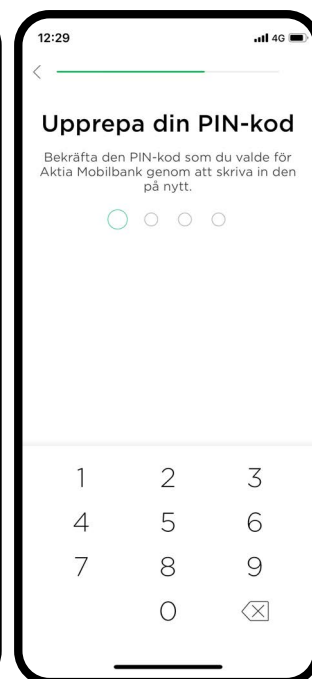 12:29 4G
Upprepa din PIN-kod
Bekräfta den PIN-kod som du valde för
Aktia Mobilbank genom att skriva in den
på nytt.
1 2 3
4 5 6
7 8 9
0